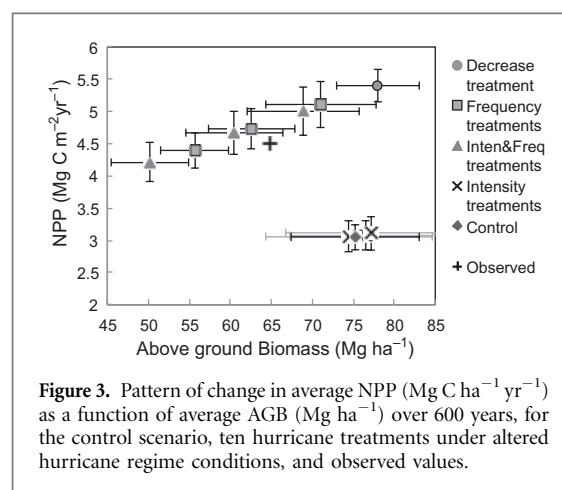 NPP (Mg C m⁻²yr⁻¹)
6
5.5
5
4.5
4
3.5
3
2.5
2
45 50 55 60 65 70 75 80 85
Above ground Biomass (Mg ha⁻¹)
Decrease
treatment
Frequency
treatments
Inten&Freq
treatments
Intensity
treatments
Control
Observed
Figure 3. Pattern of change in average NPP (Mg C ha⁻¹ yr⁻¹)
as a function of average AGB (Mg ha⁻¹) over 600 years, for
the control scenario, ten hurricane treatments under altered
hurricane regime conditions, and observed values.